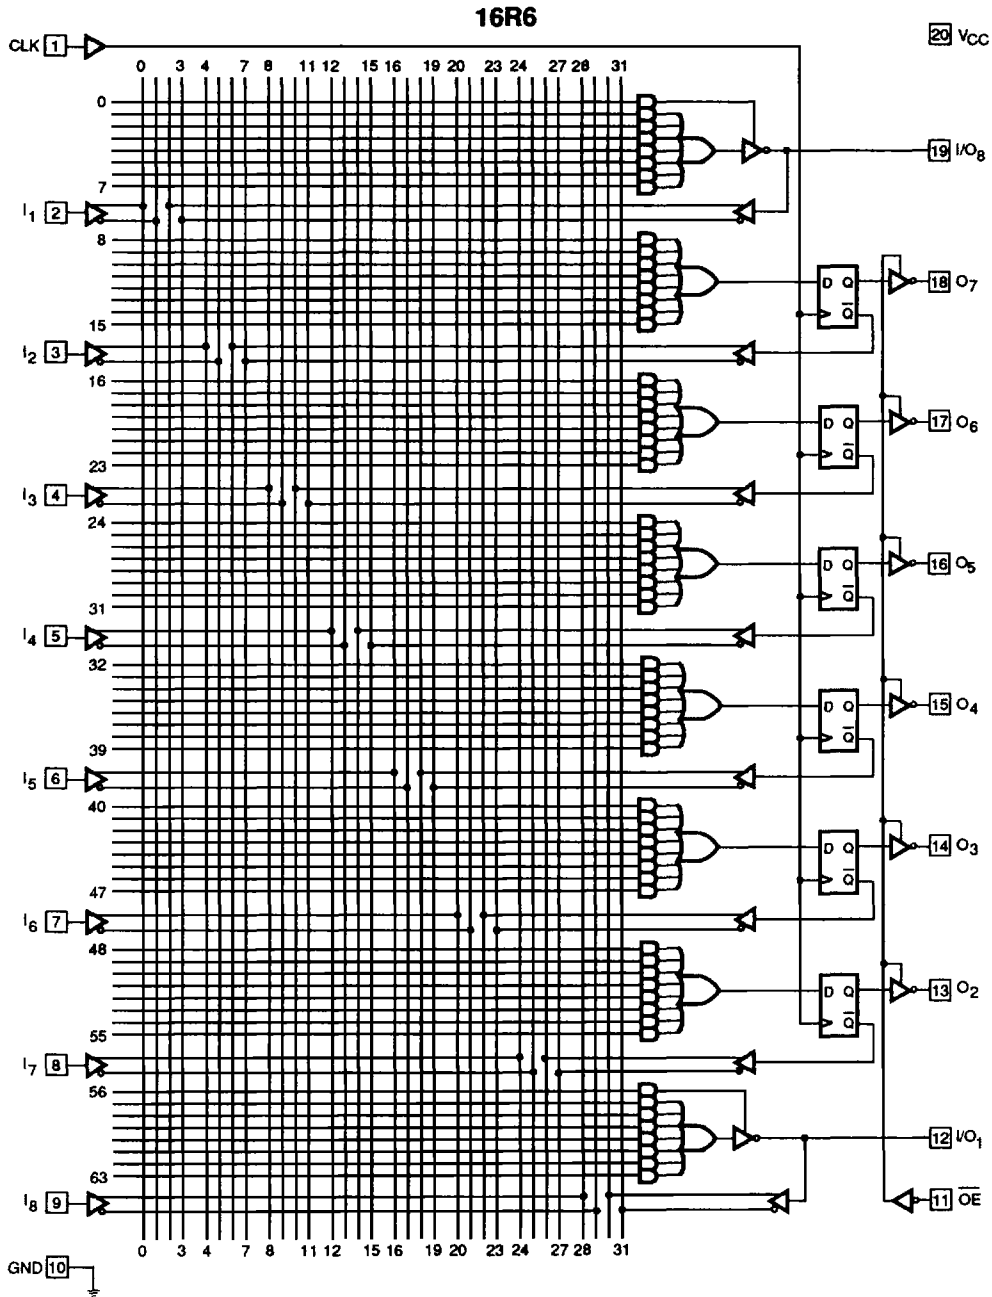 16R6
CLK 1
20 VCC
0 3 4 7 8 11 12 15 16 19 20 23 24 27 28 31
0
19 I/O8
7
I1 2
8
D Q
18 O7
15
Q̅
I2 3
16
D Q
17 O6
23
Q̅
I3 4
24
D Q
16 O5
31
Q̅
I4 5
32
D Q
15 O4
39
Q̅
I5 6
40
D Q
14 O3
47
Q̅
I6 7
48
D Q
13 O2
55
Q̅
I7 8
56
12 I/O1
63
I8 9
11 O̅E̅
0 3 4 7 8 11 12 15 16 19 20 23 24 27 28 31
GND 10